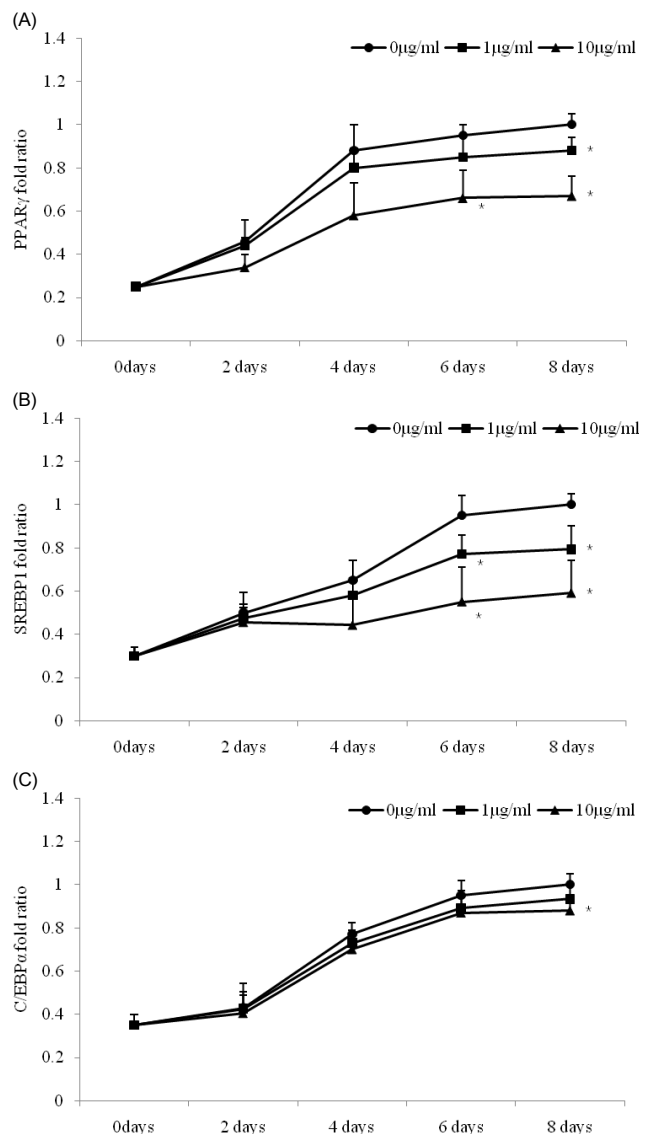 (A)
0μg/ml 1μg/ml 10μg/ml
1.4
1.2
1
0.8
0.6
0.4
0.2
0
PPARγ fold ratio
*
*
*
0days 2 days 4 days 6 days 8 days
(B)
0μg/ml 1μg/ml 10μg/ml
1.4
1.2
1
0.8
0.6
0.4
0.2
0
SREBP1 fold ratio
*
*
*
*
0days 2 days 4 days 6 days 8 days
(C)
0μg/ml 1μg/ml 10μg/ml
1.4
1.2
1
0.8
0.6
0.4
0.2
0
C/EBPα fold ratio
*
0days 2 days 4 days 6 days 8 days